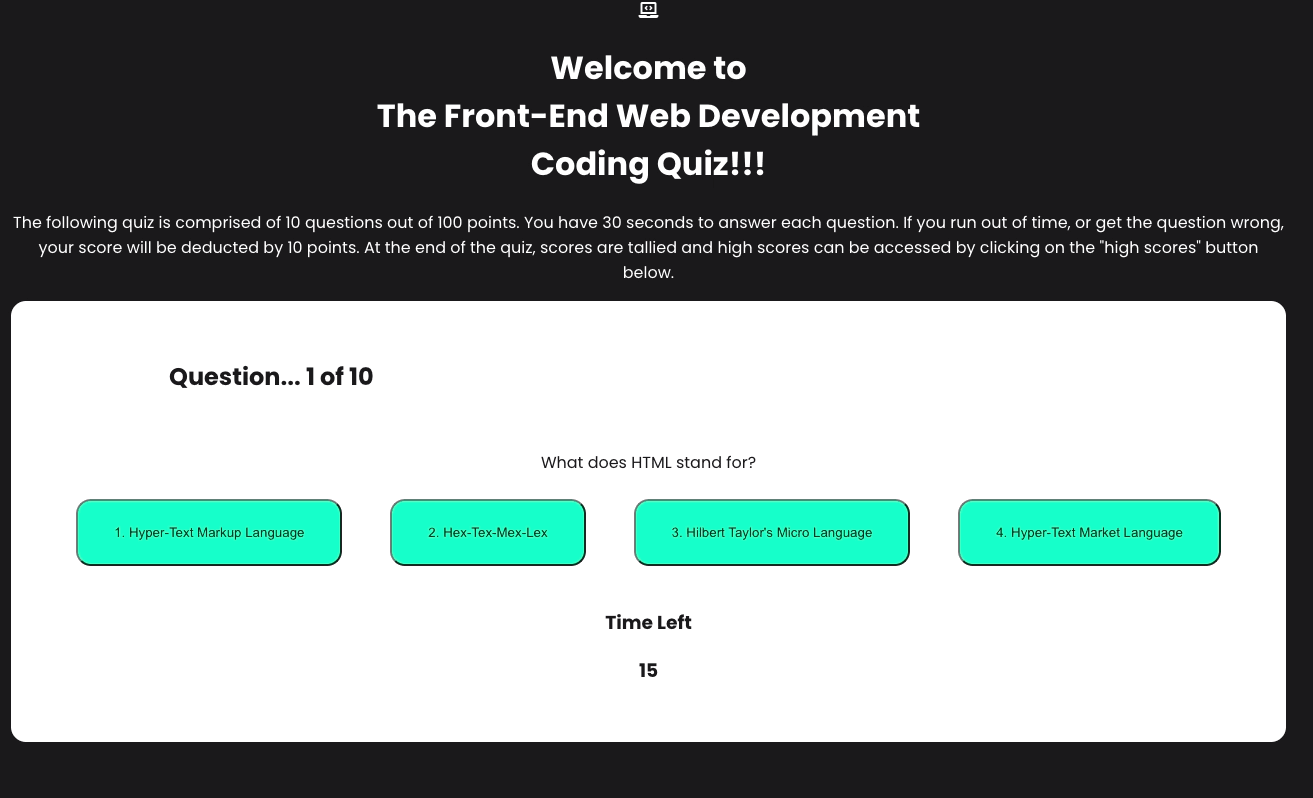 Welcome to
The Front-End Web Development
Coding Quiz!!!
The following quiz is comprised of 10 questions out of 100 points. You have 30 seconds to answer each question. If you run out of time, or get the question wrong,
your score will be deducted by 10 points. At the end of the quiz, scores are tallied and high scores can be accessed by clicking on the "high scores" button
below.
Question... 1 of 10
What does HTML stand for?
1. Hyper-Text Markup Language
2. Hex-Tex-Mex-Lex
3. Hilbert Taylor's Micro Language
4. Hyper-Text Market Language
Time Left
15